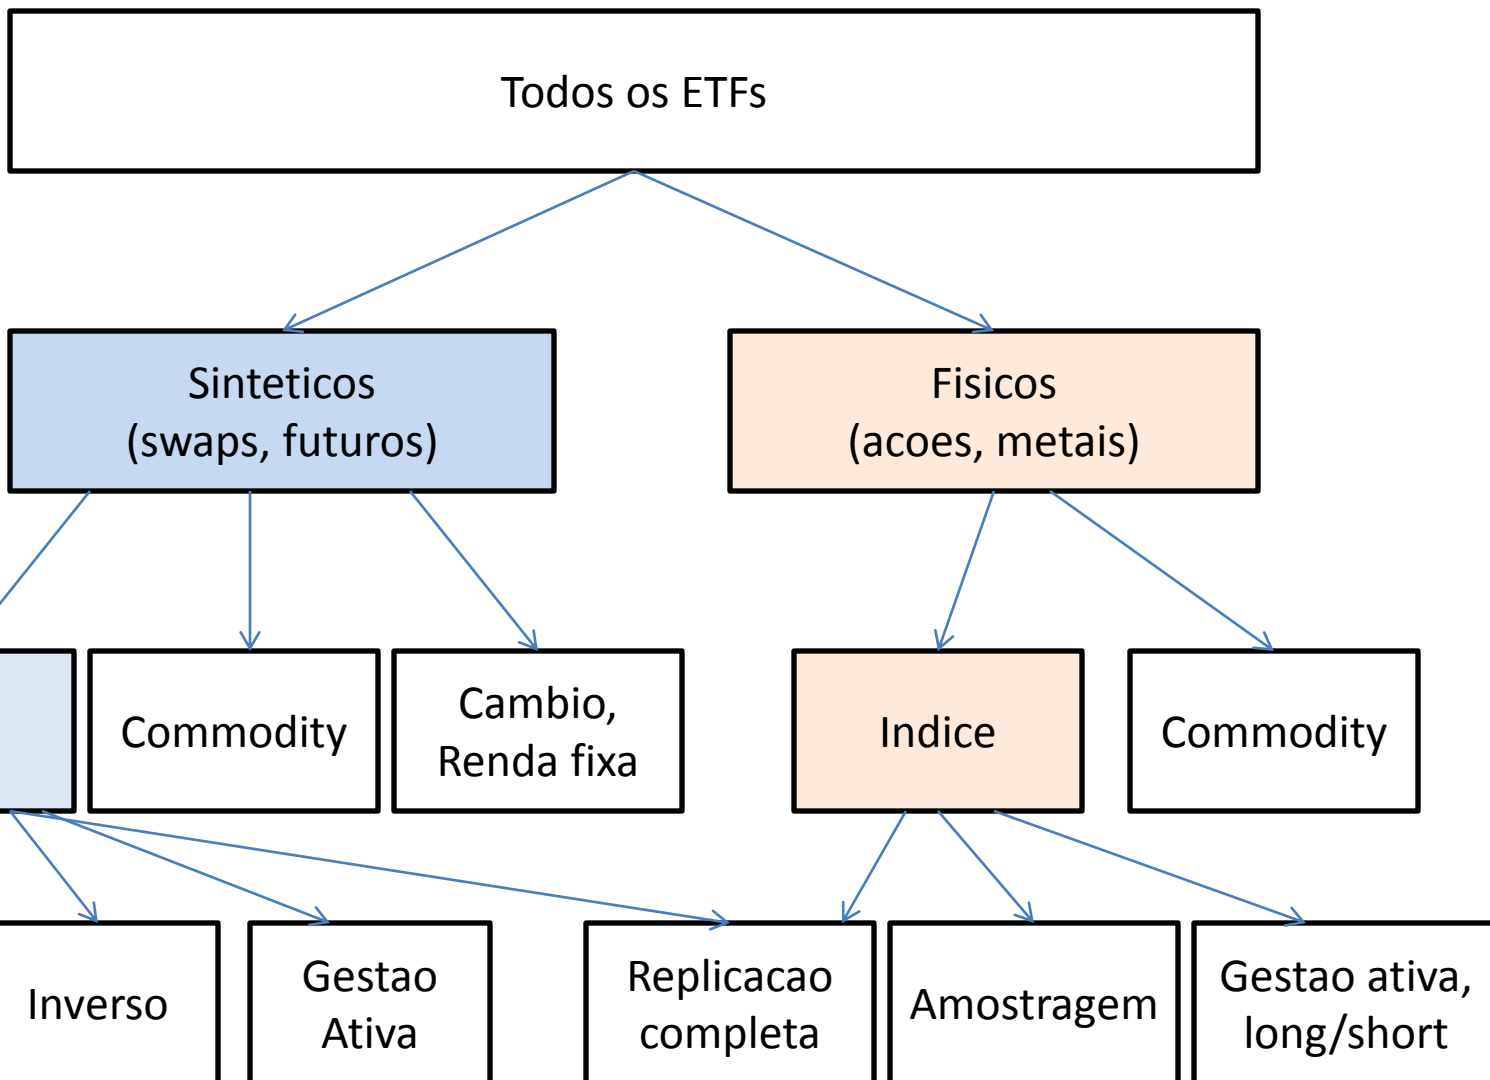 Todos os ETFs
Sinteticos
(swaps, futuros)
Fisicos
(acoes, metais)
Commodity
Cambio,
Renda fixa
Indice
Commodity
Inverso
Gestao
Ativa
Replicacao
completa
Amostragem
Gestao ativa,
long/short